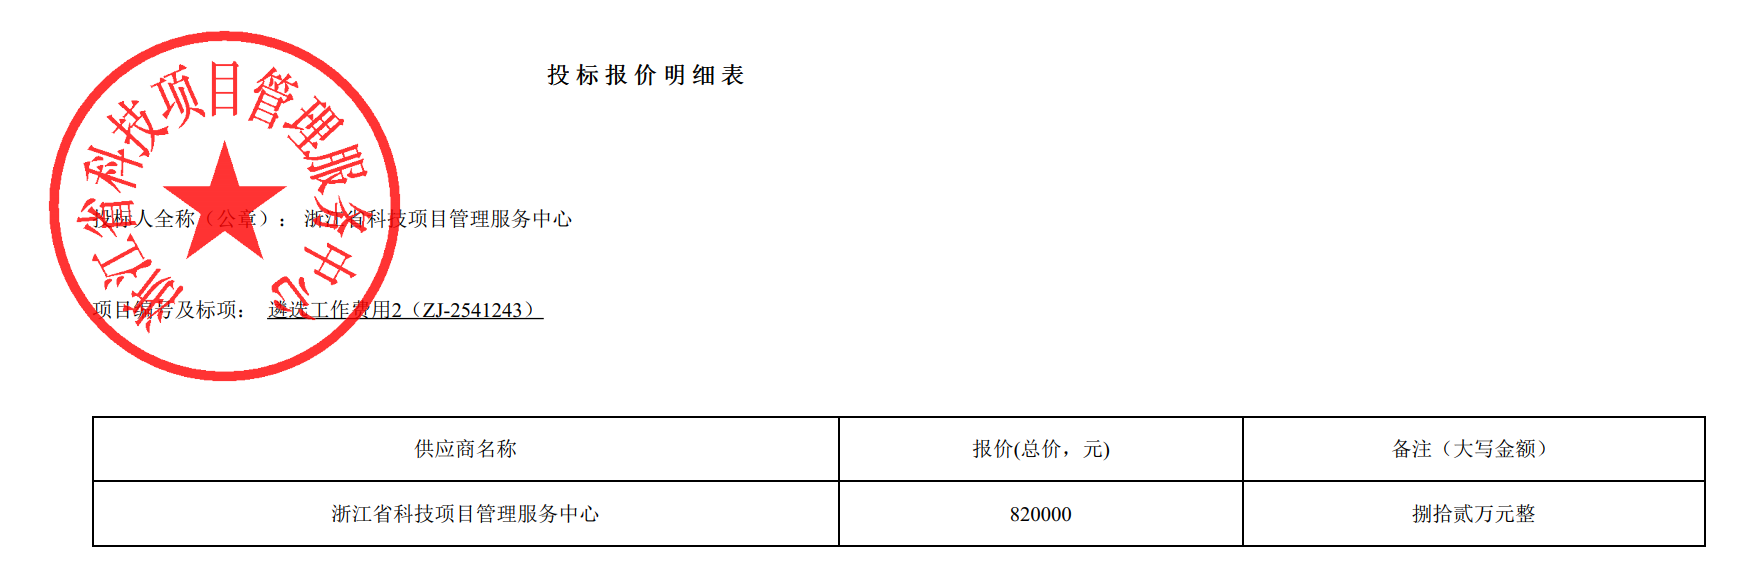 投标报价明细表
浙江省科技项目管理服务中心
投标人全称（公章）： 浙江省科技项目管理服务中心
项目编号及标项： 遴选工作费用2（ZJ-2541243）
供应商名称 报价(总价，元) 备注（大写金额）
浙江省科技项目管理服务中心 820000 捌拾贰万元整